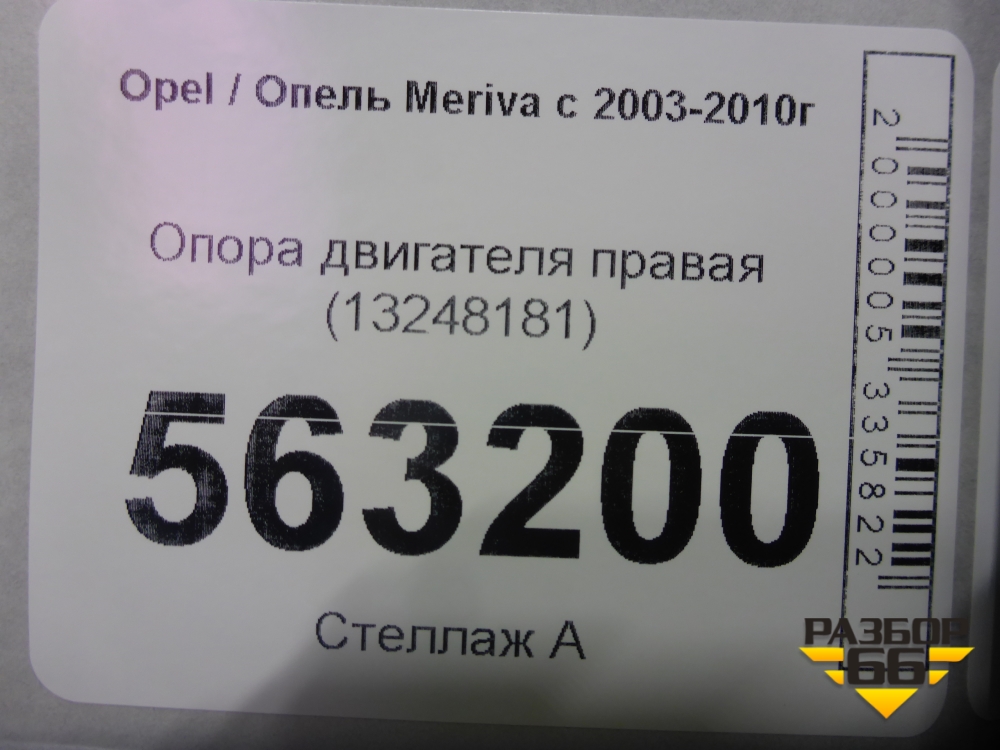 Opel / Опель Meriva с 2003-2010г
Опора двигателя правая
(13248181)
563200
Стеллаж А
2000005335822
РАЗБОР
66